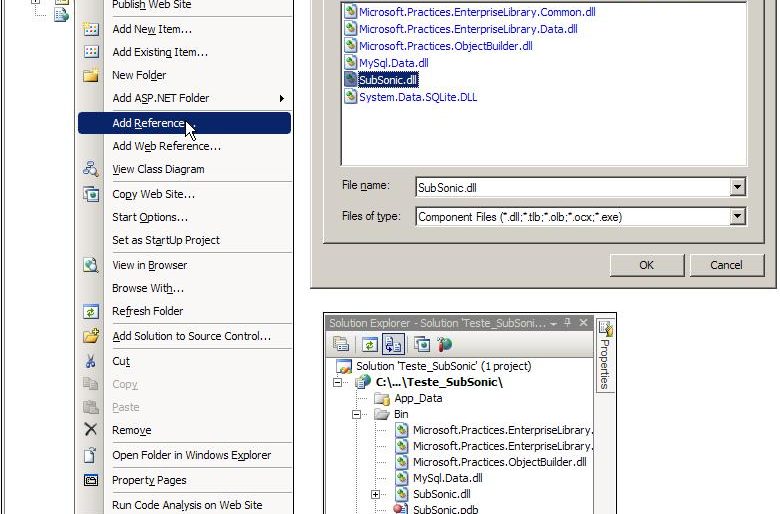 Publish Web Site
Add New Item...
Add Existing Item...
New Folder
Add ASP.NET Folder
Add Reference...
Add Web Reference...
View Class Diagram
Copy Web Site...
Start Options...
Set as StartUp Project
View in Browser
Browse With...
Refresh Folder
Add Solution to Source Control...
Cut
Copy
Paste
Remove
Open Folder in Windows Explorer
Property Pages
Run Code Analysis on Web Site
Microsoft.Practices.EnterpriseLibrary.Common.dll
Microsoft.Practices.EnterpriseLibrary.Data.dll
Microsoft.Practices.ObjectBuilder.dll
MySql.Data.dll
SubSonic.dll
System.Data.SQLite.DLL
File name: SubSonic.dll
Files of type: Component Files (*.dll;*.tlb;*.olb;*.ocx;*.exe)
OK Cancel
Solution Explorer - Solution 'Teste_SubSoni...
Properties
Solution 'Teste_SubSonic' (1 project)
C:\...\Teste_SubSonic\
App_Data
Bin
Microsoft.Practices.EnterpriseLibrary.
Microsoft.Practices.EnterpriseLibrary.
Microsoft.Practices.ObjectBuilder.dll
MySql.Data.dll
SubSonic.dll
SubSonic.pdb